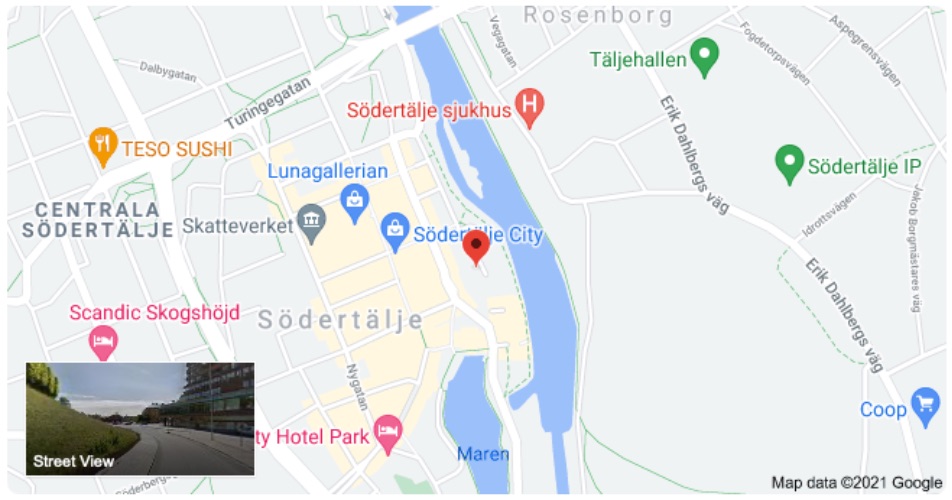 Rosenborg
Vegagatan
Täljehallen
Fogdetorpsvägen
Aspegrensvägen
Dalbygatan
Turingegatan
Södertälje sjukhus
Erik Dahlbergs väg
TESO SUSHI
Lunagallerian
Södertälje IP
CENTRALA
SÖDERTÄLJE
Skatteverket
Södertälje City
Idrottsvägen
Jakob Borgmästares väg
Erik Dahlbergs väg
Scandic Skogshöjd
Södertälje
Nygatan
Coop
ty Hotel Park
Maren
Street View
Map data ©2021 Google